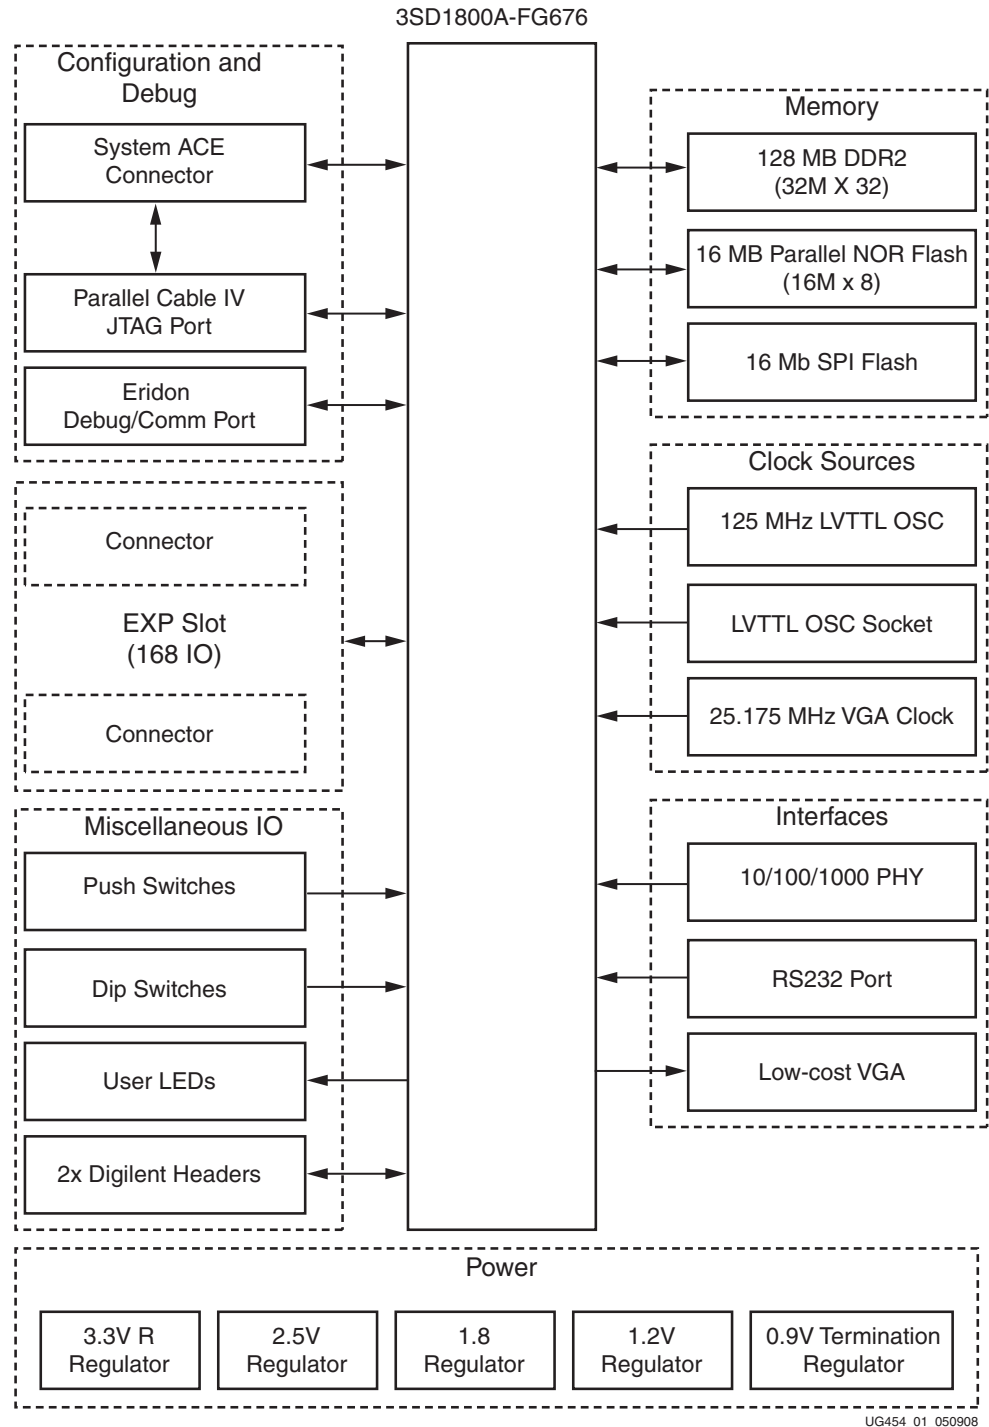 3SD1800A-FG676
Configuration and
Debug
System ACE
Connector
Parallel Cable IV
JTAG Port
Eridon
Debug/Comm Port
Connector
EXP Slot
(168 IO)
Connector
Miscellaneous IO
Push Switches
Dip Switches
User LEDs
2x Digilent Headers
Memory
128 MB DDR2
(32M X 32)
16 MB Parallel NOR Flash
(16M x 8)
16 Mb SPI Flash
Clock Sources
125 MHz LVTTL OSC
LVTTL OSC Socket
25.175 MHz VGA Clock
Interfaces
10/100/1000 PHY
RS232 Port
Low-cost VGA
Power
3.3V R
Regulator
2.5V
Regulator
1.8
Regulator
1.2V
Regulator
0.9V Termination
Regulator
UG454_01_050908